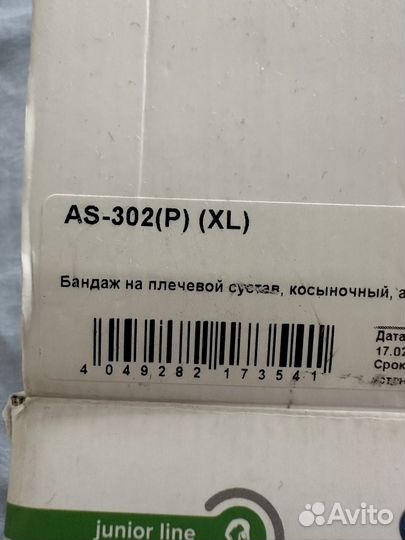 AS-302(P) (XL)
Бандаж на плечевой сустав, косыночный,
Дата
17.02
Срок
4 049282 173541
junior line
Avito